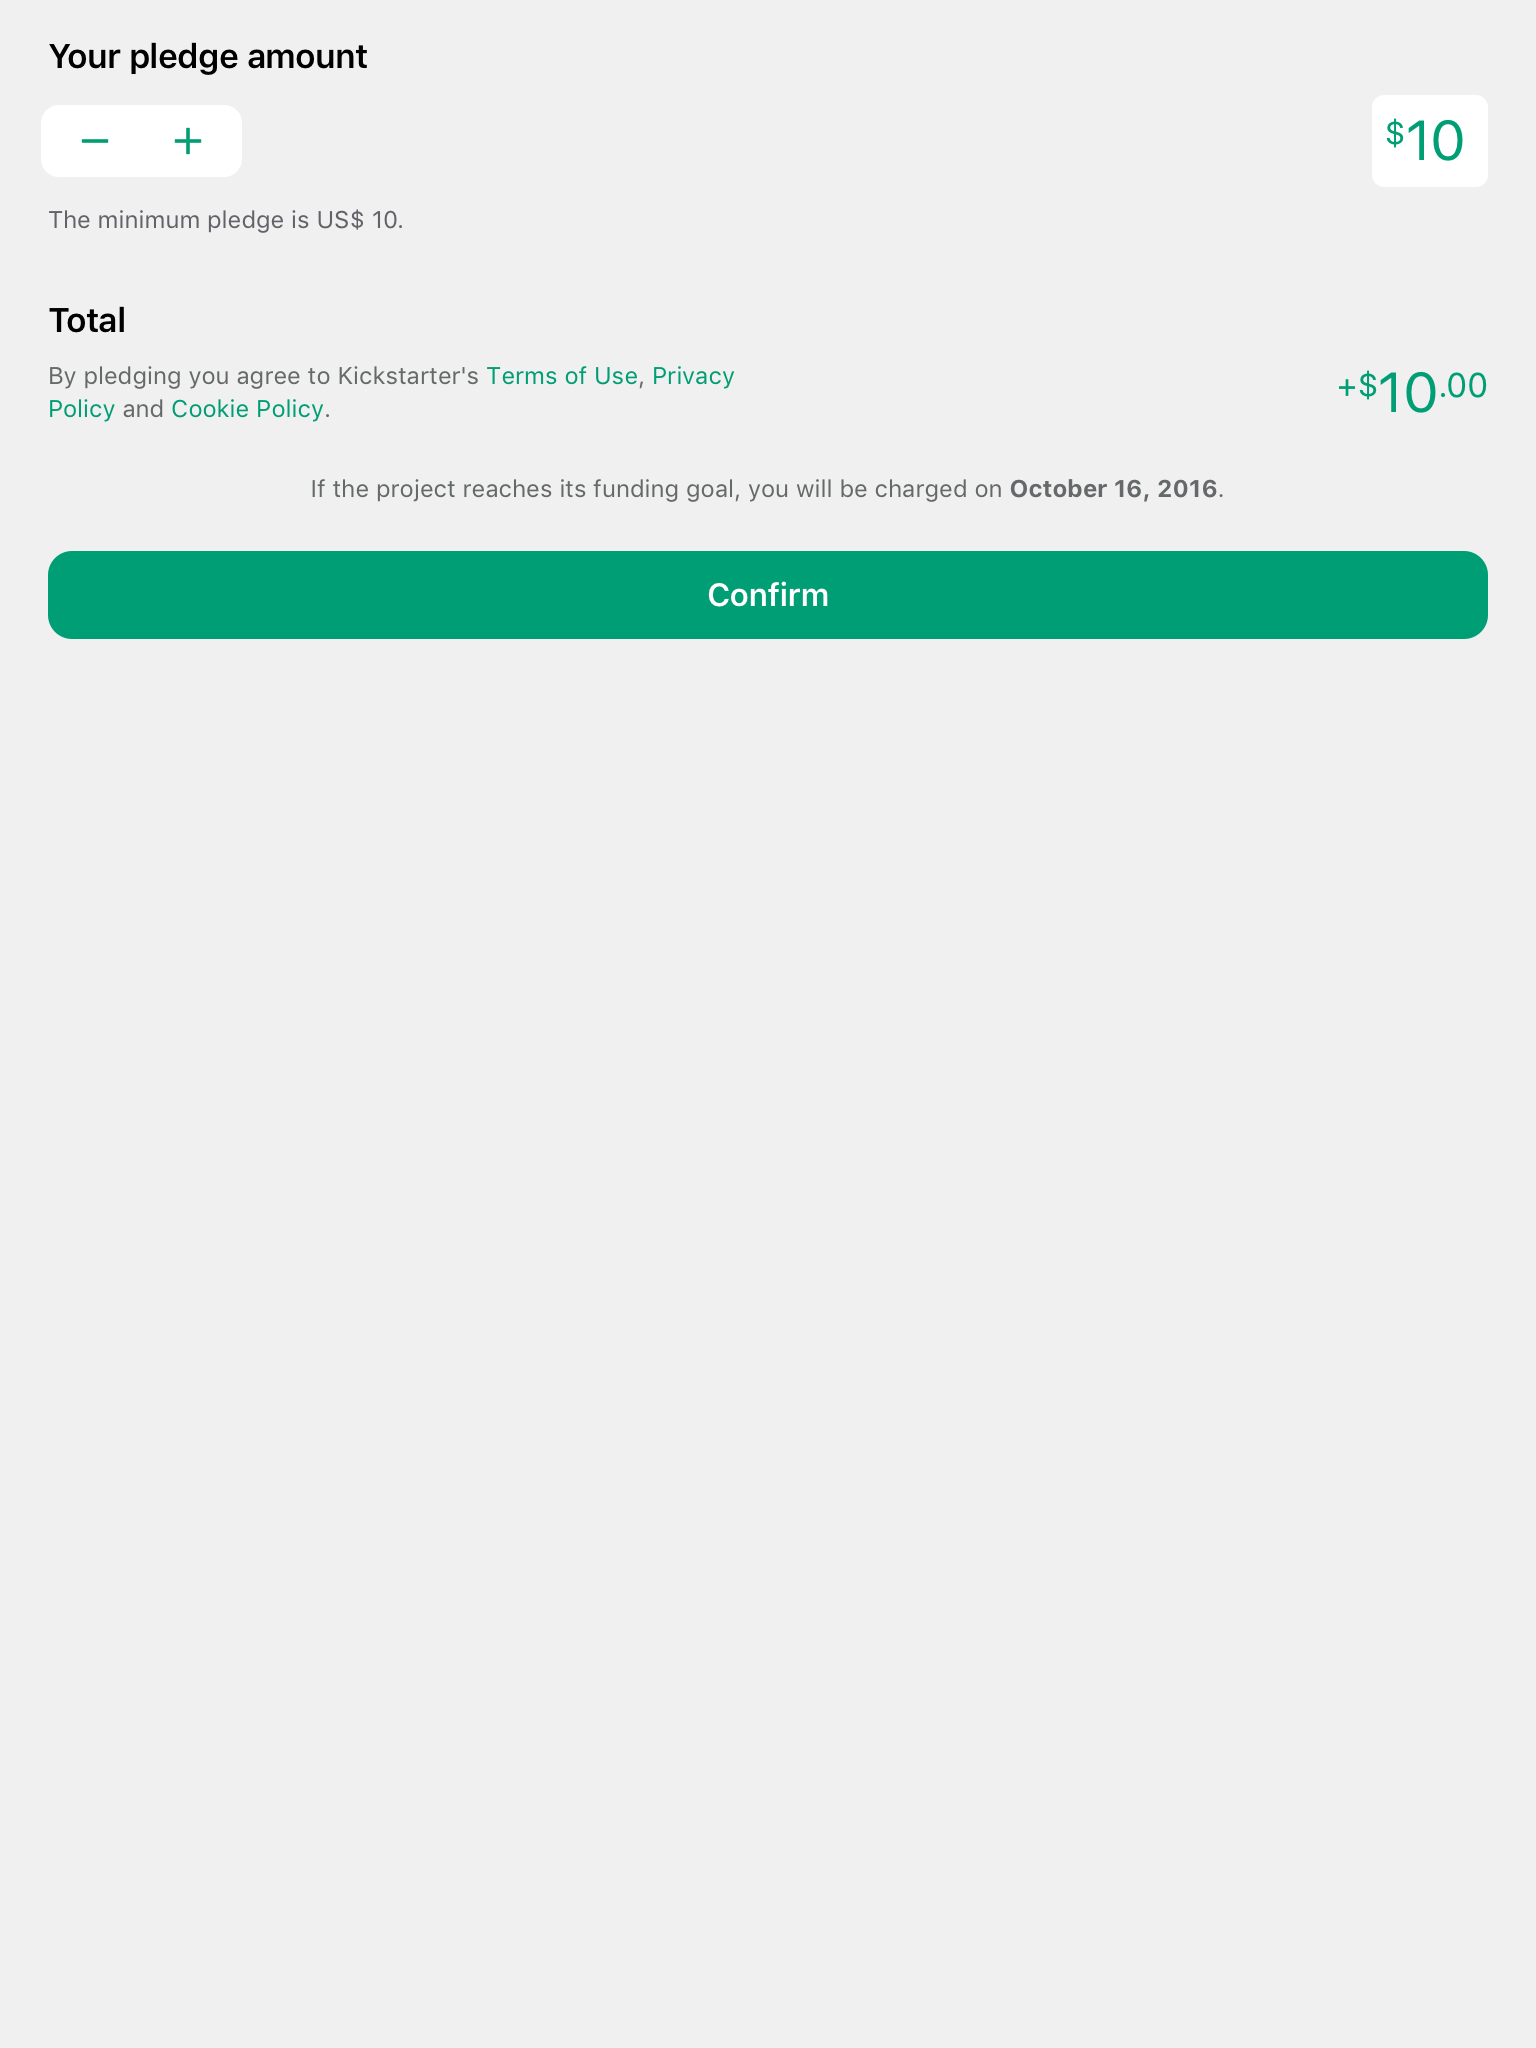 Your pledge amount
− +
$10
The minimum pledge is US$ 10.
Total
By pledging you agree to Kickstarter's Terms of Use, Privacy
Policy and Cookie Policy.
+$10.00
If the project reaches its funding goal, you will be charged on October 16, 2016.
Confirm